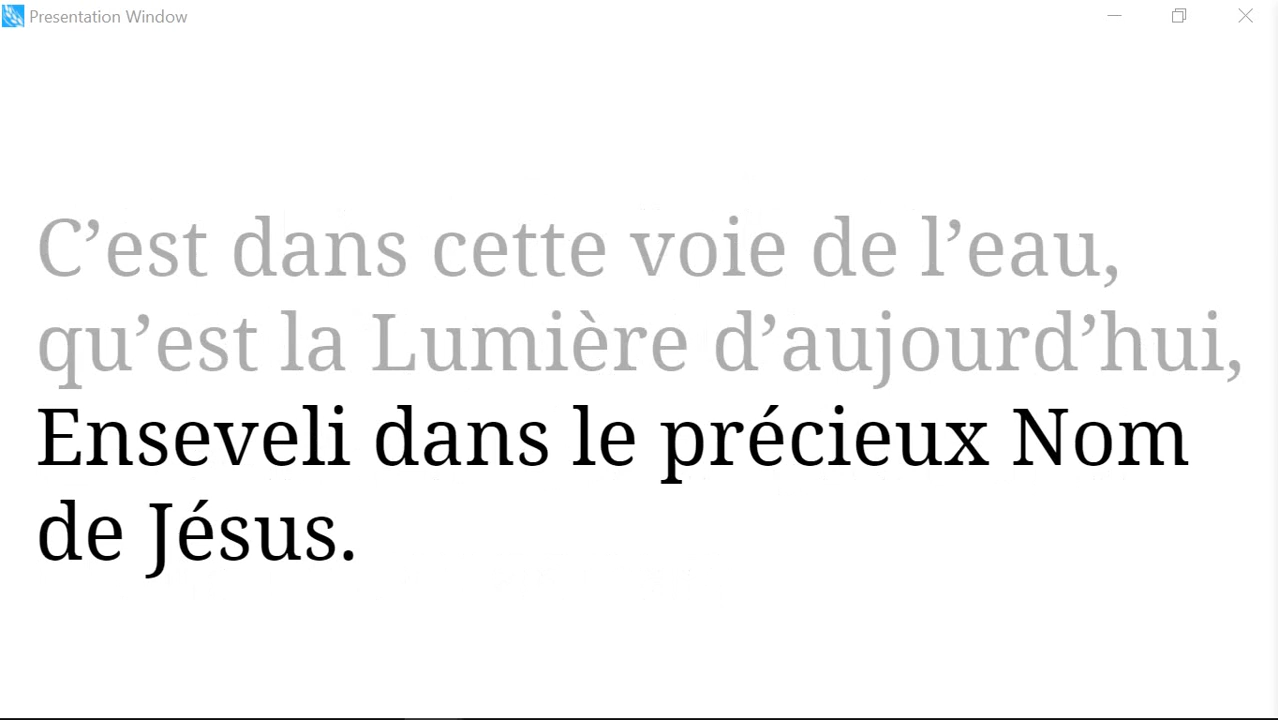 Presentation Window
C’est dans cette voie de l’eau,
qu’est la Lumière d’aujourd’hui,
Enseveli dans le précieux Nom
de Jésus.